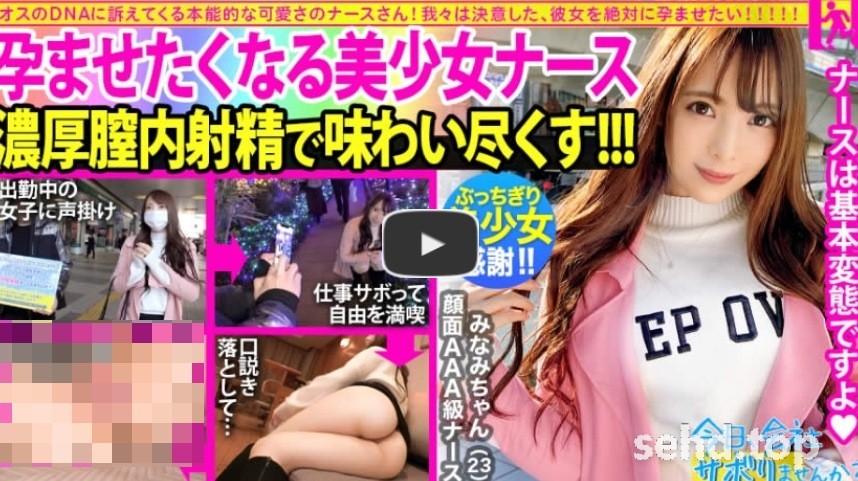 オスのDNAに訴えてくる本能的な可愛さのナースさん!我々は決意した、彼女を絶対に孕ませたい!!!!!
孕ませたくなる美少女ナース
濃厚膣内射精で味わい尽くす!!!
出勤中の
女子に声掛け
仕事サボって、
自由を満喫
口説き
落として…
ぶっちぎり
美少女
感謝!!
みなみちゃん(23)
顔面AAA級ナース
EP OV
ナースは基本変態ですよ♥
今日、会社
サボりませんか?
sehd.top